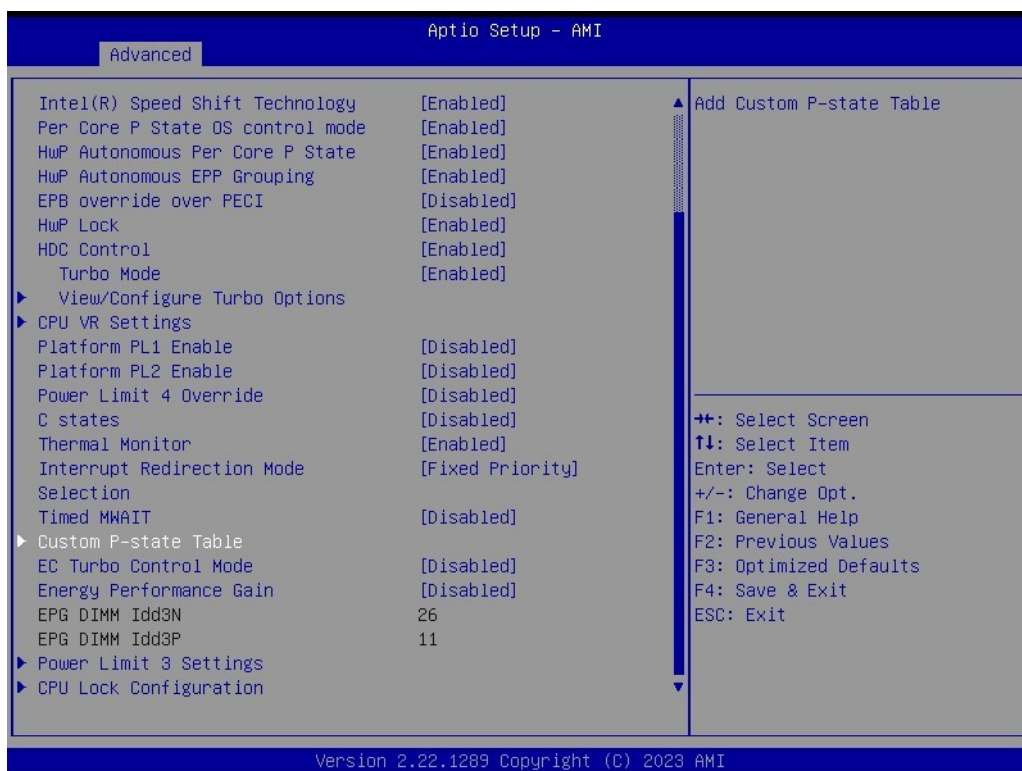 Aptio Setup - AMI
Advanced
Intel(R) Speed Shift Technology [Enabled]
Per Core P State OS control mode [Enabled]
HwP Autonomous Per Core P State [Enabled]
HwP Autonomous EPP Grouping [Enabled]
EPB override over PECI [Disabled]
HwP Lock [Enabled]
HDC Control [Enabled]
Turbo Mode [Enabled]
View/Configure Turbo Options
CPU VR Settings
Platform PL1 Enable [Disabled]
Platform PL2 Enable [Disabled]
Power Limit 4 Override [Disabled]
C states [Disabled]
Thermal Monitor [Enabled]
Interrupt Redirection Mode [Fixed Priority]
Selection
Timed MWAIT [Disabled]
Custom P-state Table
EC Turbo Control Mode [Disabled]
Energy Performance Gain [Disabled]
EPG DIMM Idd3N 26
EPG DIMM Idd3P 11
Power Limit 3 Settings
CPU Lock Configuration
Add Custom P-state Table
→←: Select Screen
↑↓: Select Item
Enter: Select
+/-: Change Opt.
F1: General Help
F2: Previous Values
F3: Optimized Defaults
F4: Save & Exit
ESC: Exit
Version 2.22.1289 Copyright (C) 2023 AMI